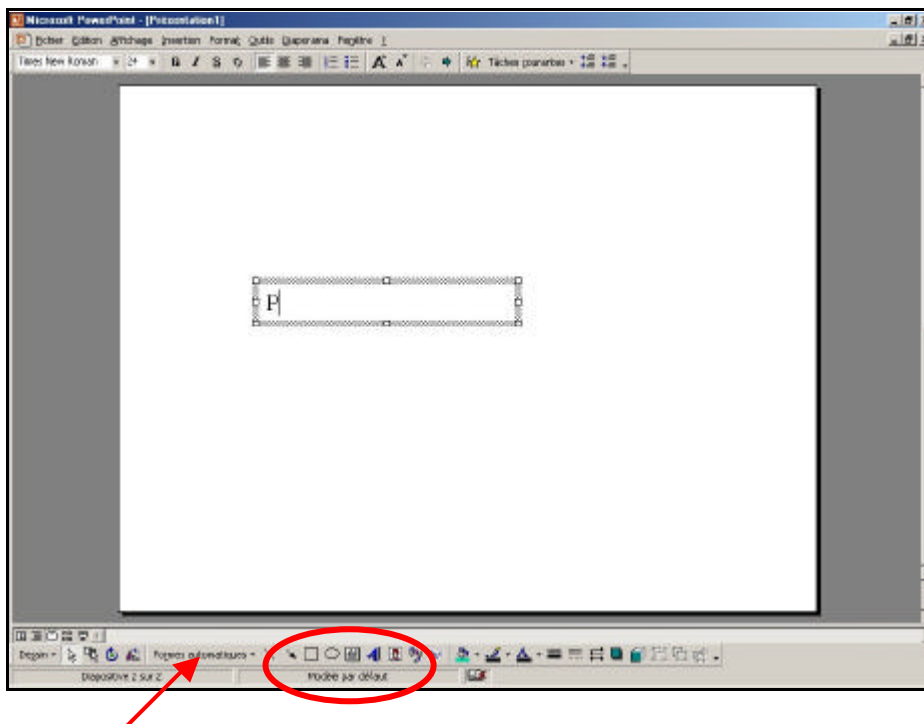 Microsoft PowerPoint - [Présentation1]
Fichier Edition Affichage Insertion Format Outils Diaporama Fenêtre ?
Times New Roman 24 G I S A A Tâches courantes
P
Dessin Formes automatiques
Diapositive 2 sur 2 Modèle par défaut